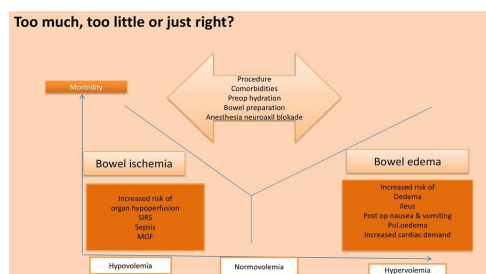 Too much, too little or just right?
Procedure
Comorbidities
Preop hydration
Bowel preparation
Anesthesia neuroaxil blokade
Morbidity
Bowel ischemia
Bowel edema
Increased risk of
organ hypoperfusion
SIRS
Sepsis
MOF
Increased risk of
Oedema
Ileus
Post op nausea & vomiting
Pul.oedema
Increased cardiac demand
Hypovolemia
Normovolemia
Hypervolemia